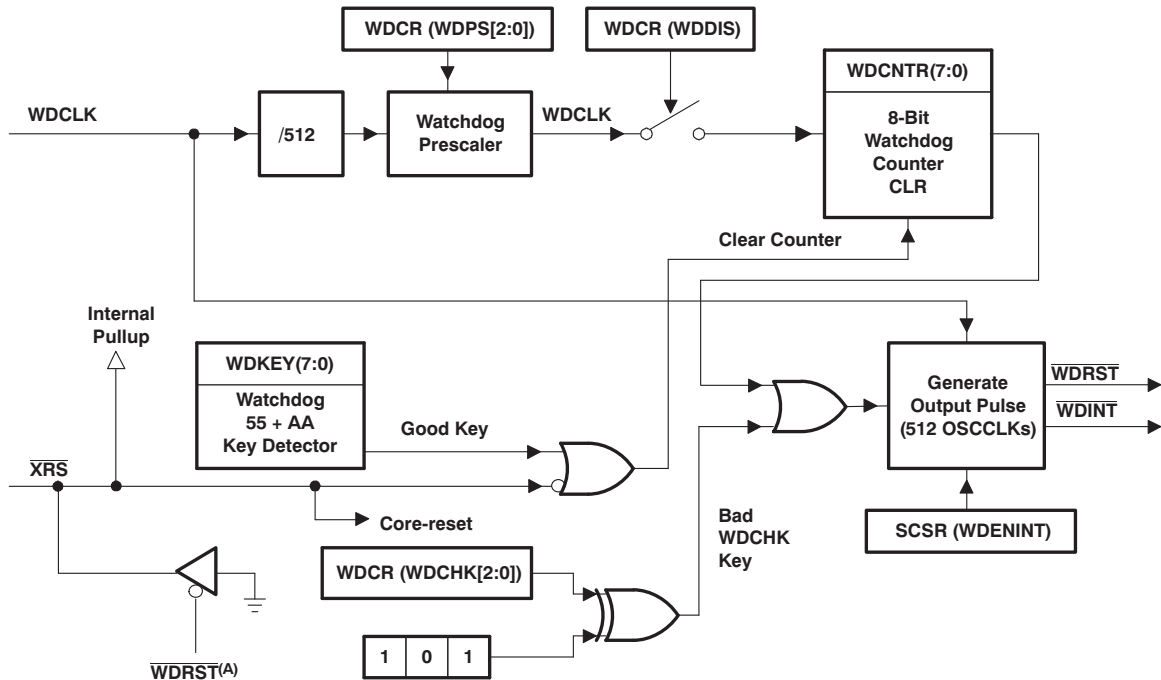 WDCR (WDPS[2:0])
WDCR (WDDIS)
WDCLK
/512
Watchdog
Prescaler
WDCLK
WDCNTR(7:0)
8-Bit
Watchdog
Counter
CLR
Clear Counter
Internal
Pullup
WDKEY(7:0)
Watchdog
55 + AA
Key Detector
Good Key
Generate
Output Pulse
(512 OSCCLKs)
WDRST
WDINT
XRS
Core-reset
Bad
WDCHK
Key
SCSR (WDENINT)
WDCR (WDCHK[2:0])
1 0 1
WDRST(A)